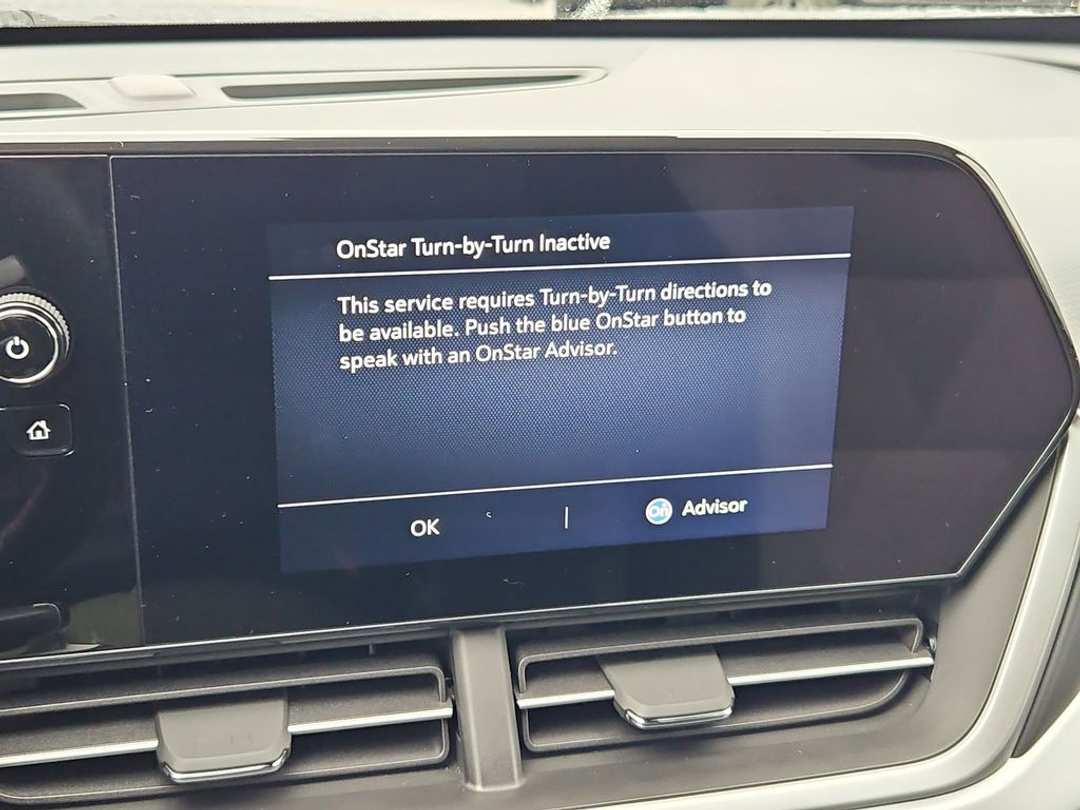 OnStar Turn-by-Turn Inactive
This service requires Turn-by-Turn directions to
be available. Push the blue OnStar button to
speak with an OnStar Advisor.
OK | On Advisor